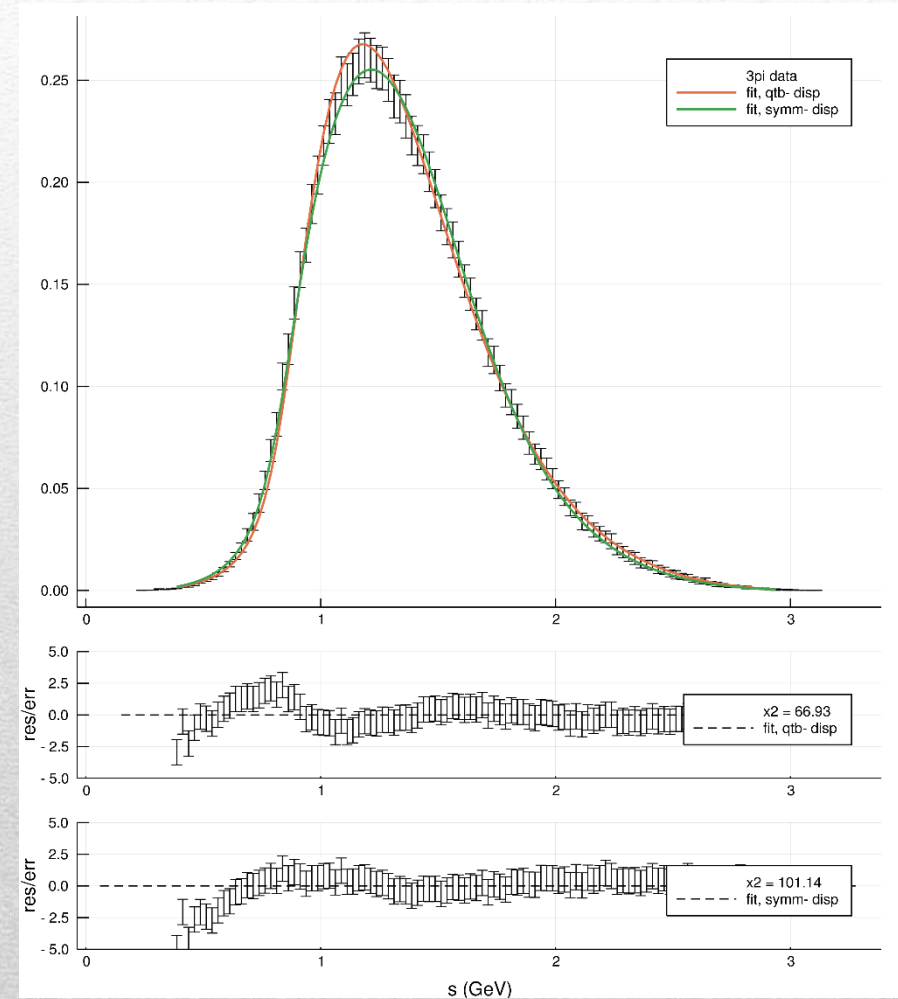 0.25
0.20
0.15
0.10
0.05
0.00
3pi data
fit, qtb- disp
fit, symm- disp
0 1 2 3
res/err
5.0
2.5
0.0
- 2.5
- 5.0
x2 = 66.93
fit, qtb- disp
0 1 2 3
res/err
5.0
2.5
0.0
- 2.5
- 5.0
x2 = 101.14
fit, symm- disp
0 1 2 3
s (GeV)